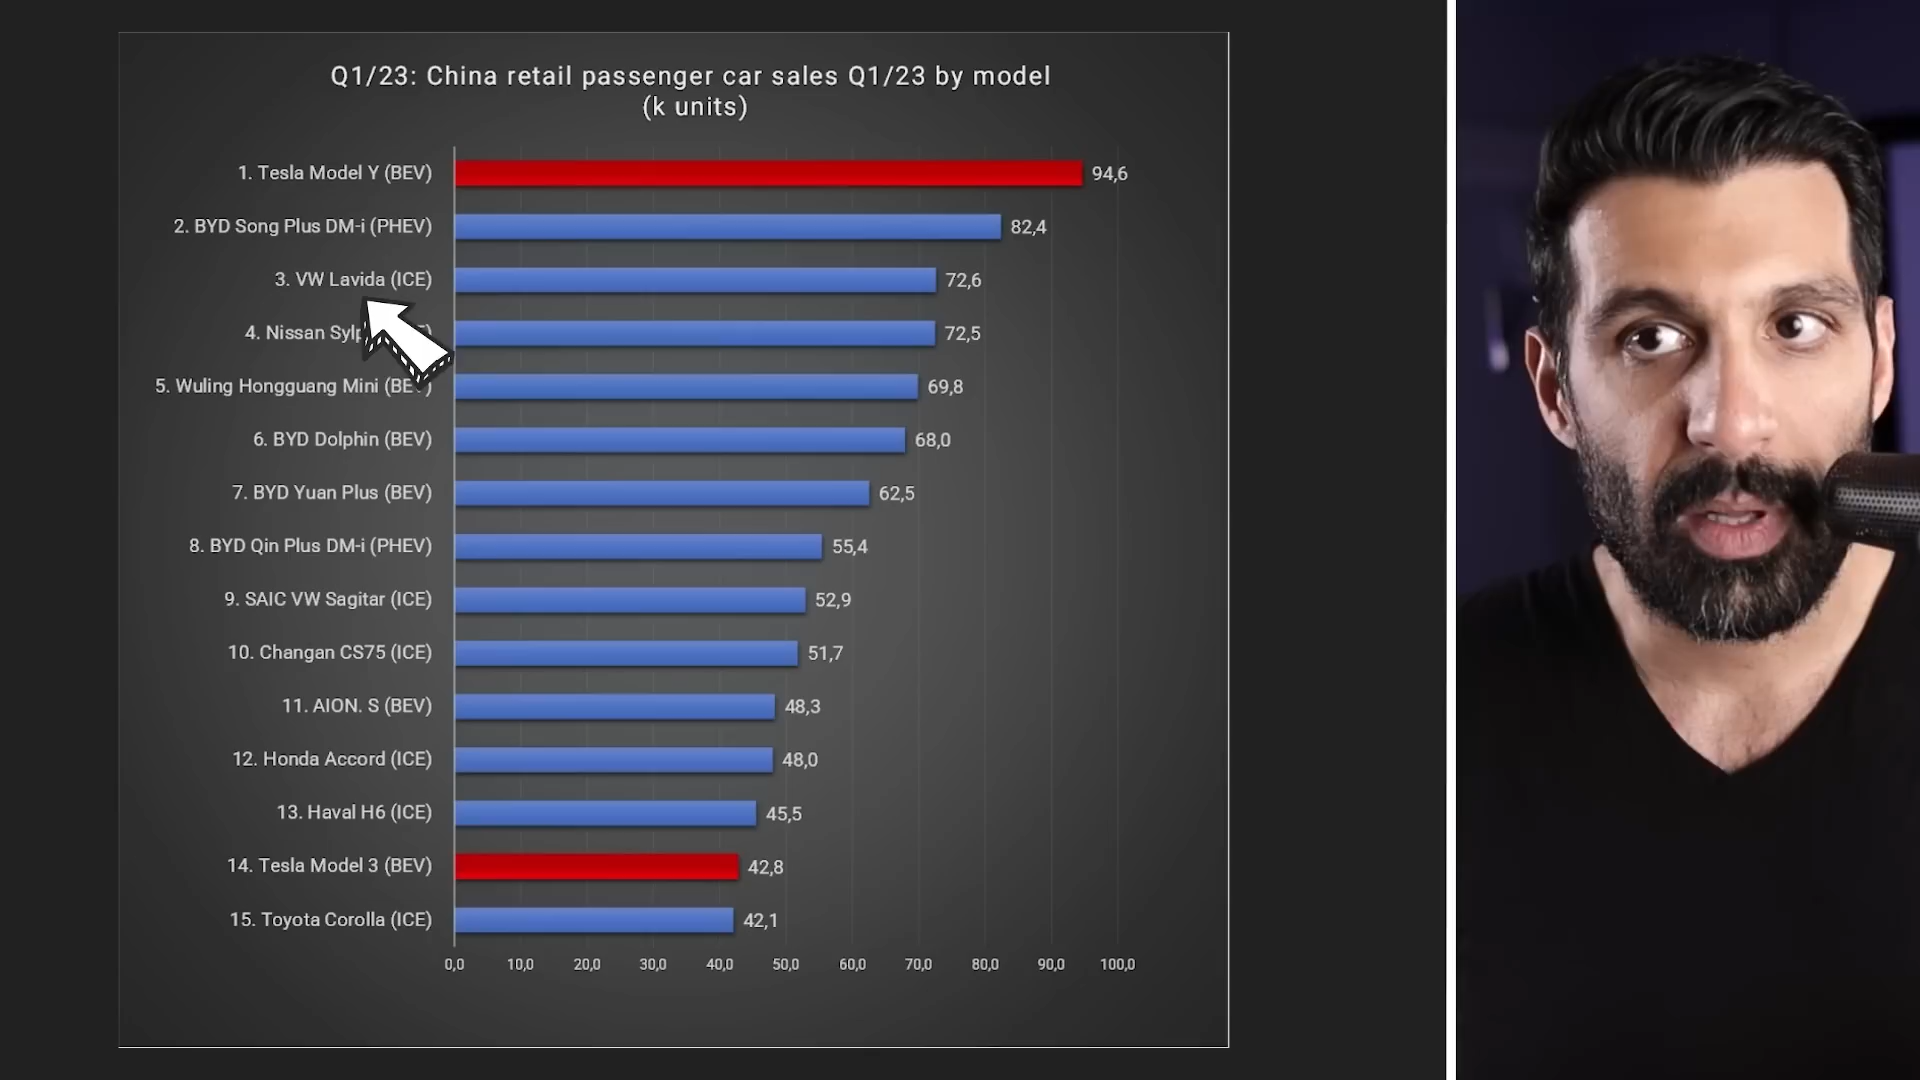 Q1/23: China retail passenger car sales Q1/23 by model
(k units)
1. Tesla Model Y (BEV) 94,6
2. BYD Song Plus DM-i (PHEV) 82,4
3. VW Lavida (ICE) 72,6
4. Nissan 72,5
5. Wuling Hongguang Mini 69,8
6. BYD Dolphin (BEV) 68,0
7. BYD Yuan Plus (BEV) 62,5
8. BYD Qin Plus DM-i (PHEV) 55,4
9. SAIC VW Sagitar (ICE) 52,9
10. Changan CS75 (ICE) 51,7
11. AION. S (BEV) 48,3
12. Honda Accord (ICE) 48,0
13. Haval H6 (ICE) 45,5
14. Tesla Model 3 (BEV) 42,8
15. Toyota Corolla (ICE) 42,1
0,0 10,0 20,0 30,0 40,0 50,0 60,0 70,0 80,0 90,0 100,0